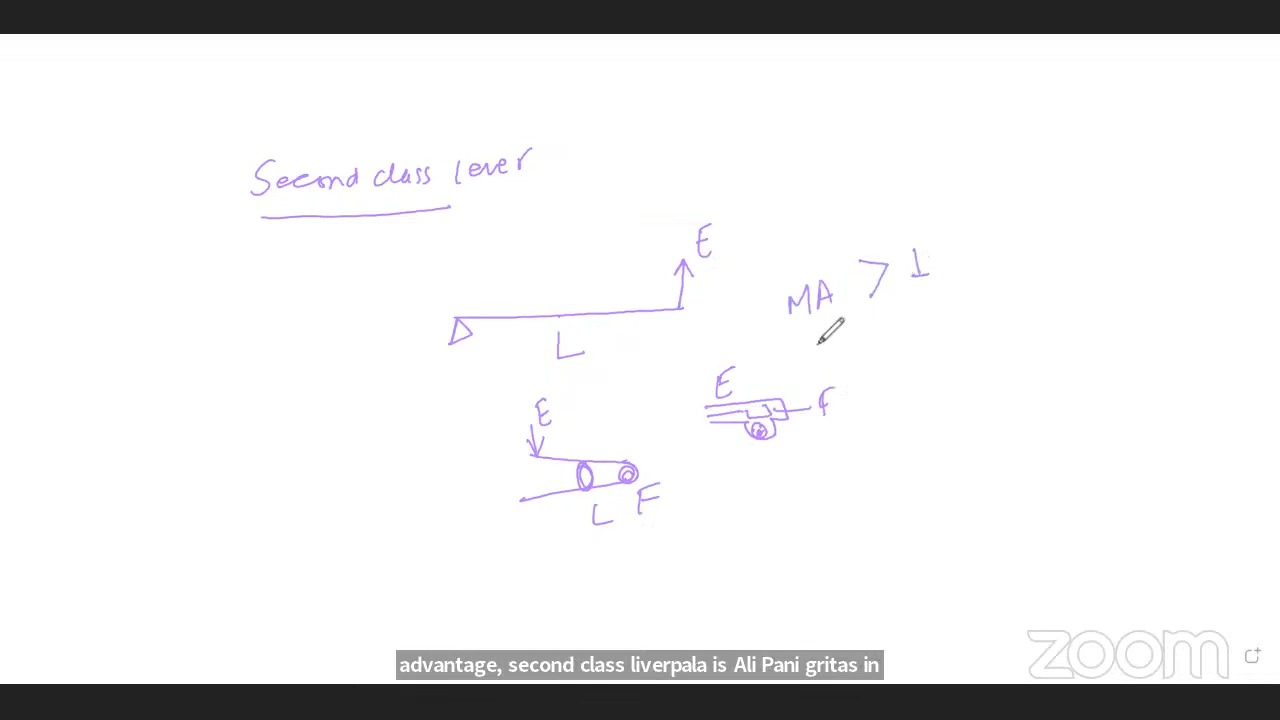 Second class lever
E
MA > 1
L
E
F
E
L F
advantage, second class liverpala is Ali Pani gritas in
zoom